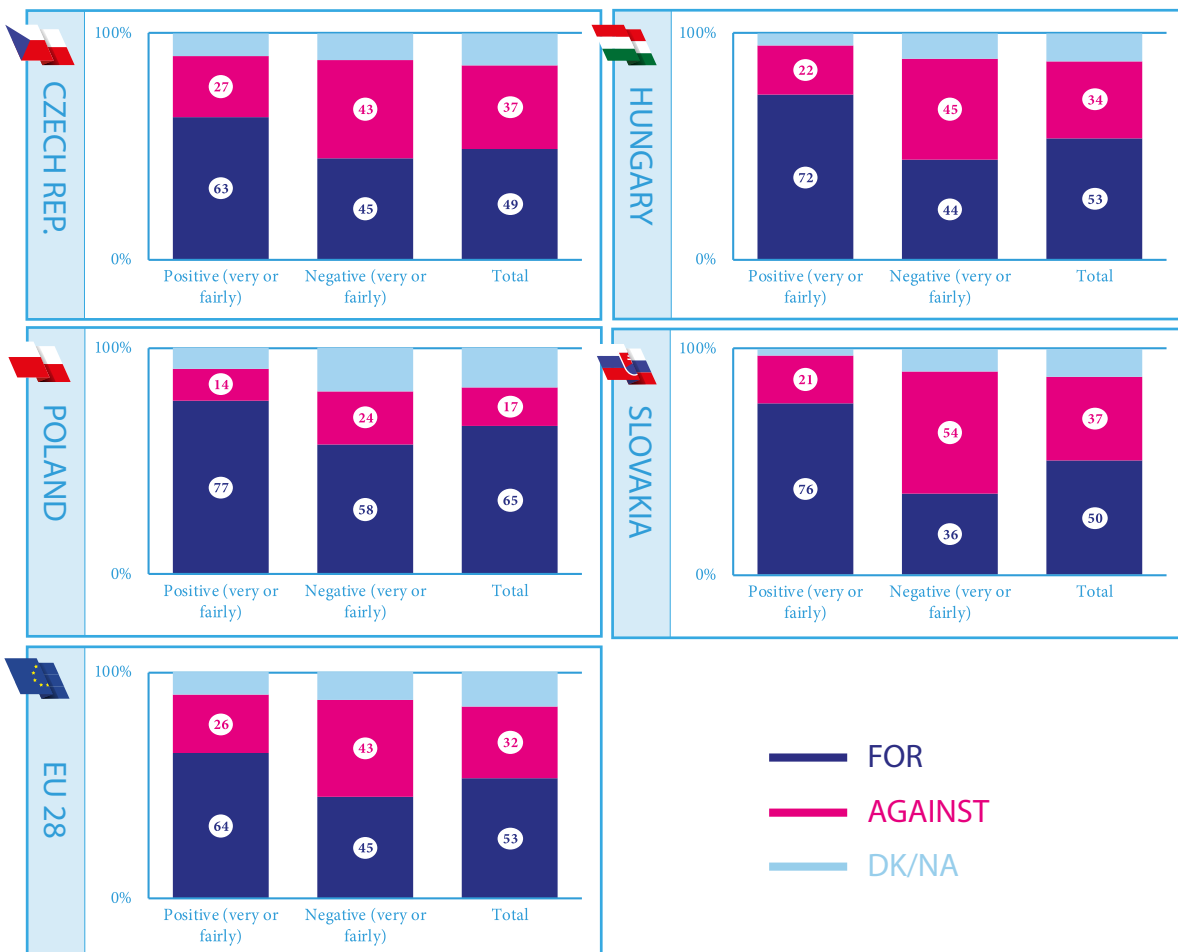 CZECH REP.
100%
27
43
37
63
45
49
0%
Positive (very or
fairly)
Negative (very or
fairly)
Total
HUNGARY
100%
22
45
34
72
44
53
0%
Positive (very or
fairly)
Negative (very or
fairly)
Total
POLAND
100%
14
24
17
77
58
65
0%
Positive (very or
fairly)
Negative (very or
fairly)
Total
SLOVAKIA
100%
21
54
37
76
36
50
0%
Positive (very or
fairly)
Negative (very or
fairly)
Total
EU 28
100%
26
43
32
64
45
53
0%
Positive (very or
fairly)
Negative (very or
fairly)
Total
FOR
AGAINST
DK/NA